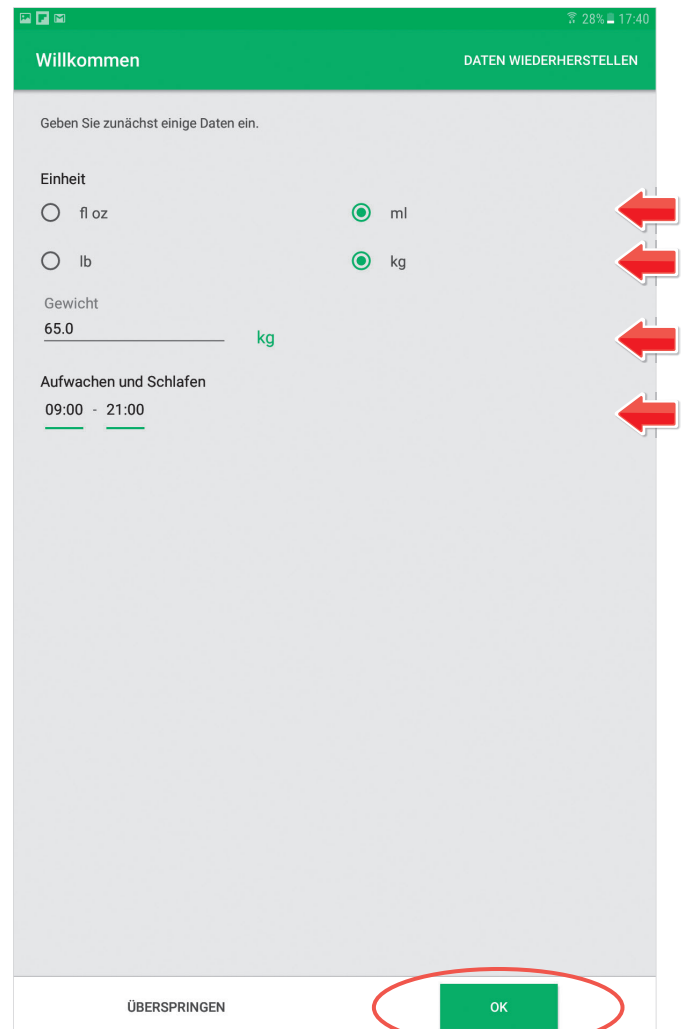 28% 17:40
Willkommen DATEN WIEDERHERSTELLEN
Geben Sie zunächst einige Daten ein.
Einheit
fl oz ml
lb kg
Gewicht
65.0 kg
Aufwachen und Schlafen
09:00 - 21:00
ÜBERSPRINGEN OK